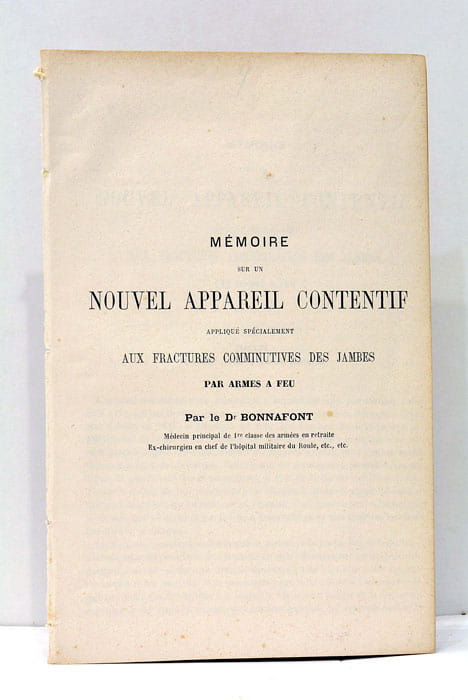 MÉMOIRE
SUR UN
NOUVEL APPAREIL CONTENTIF
APPLIQUÉ SPÉCIALEMENT
AUX FRACTURES COMMINUTIVES DES JAMBES
PAR ARMES A FEU
Par le Dr BONNAFONT
Médecin principal de 1re classe des armées en retraite
Ex-chirurgien en chef de l'hôpital militaire du Roule, etc., etc.